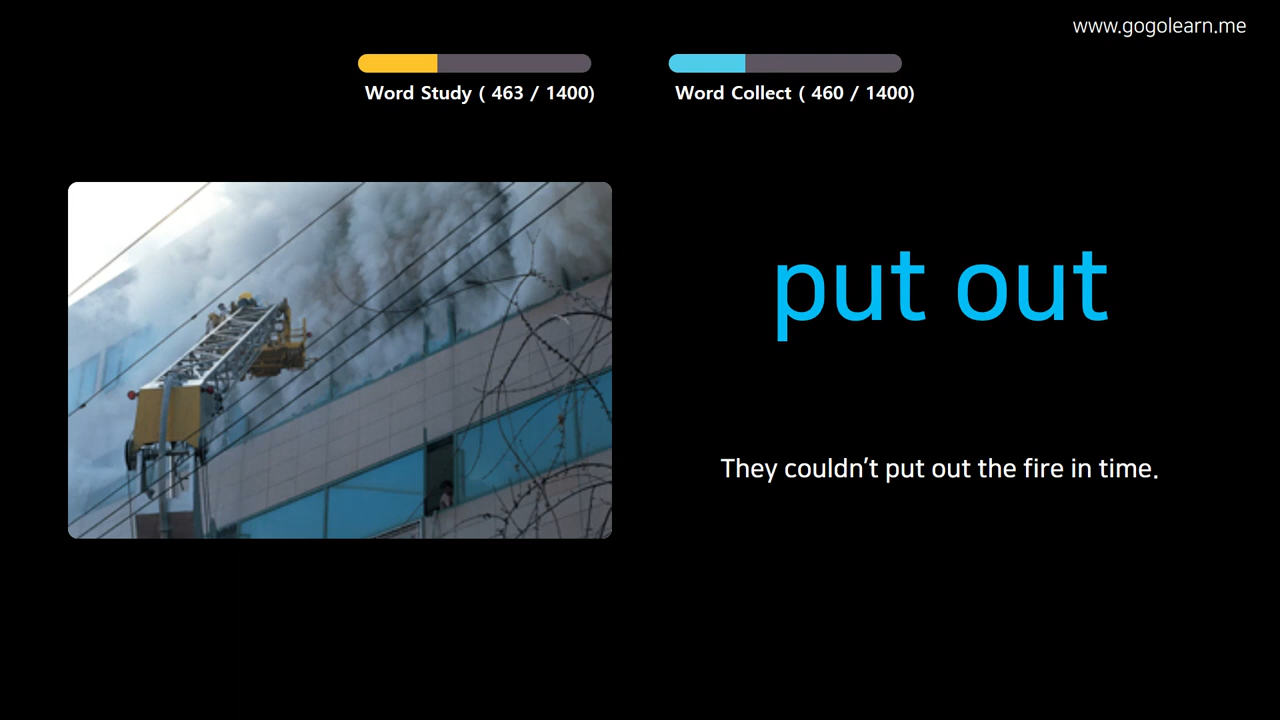 www.gogolearn.me
Word Study ( 463 / 1400)
Word Collect ( 460 / 1400)
put out
They couldn't put out the fire in time.